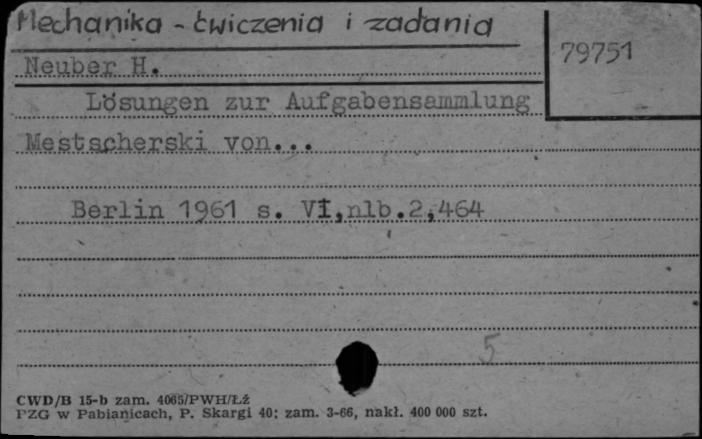 Mechanika - ćwiczenia i zadania
79751
Neuber H.
Lösungen zur Aufgabensammlung
Mestscherski von...
Berlin 1961 s. VI,nlb.2,464
5
CWD/B 15-b zam. 4065/PWH/Łż
PZG w Pabianicach, P. Skargi 40; zam. 3-66, nakł. 400 000 szt.